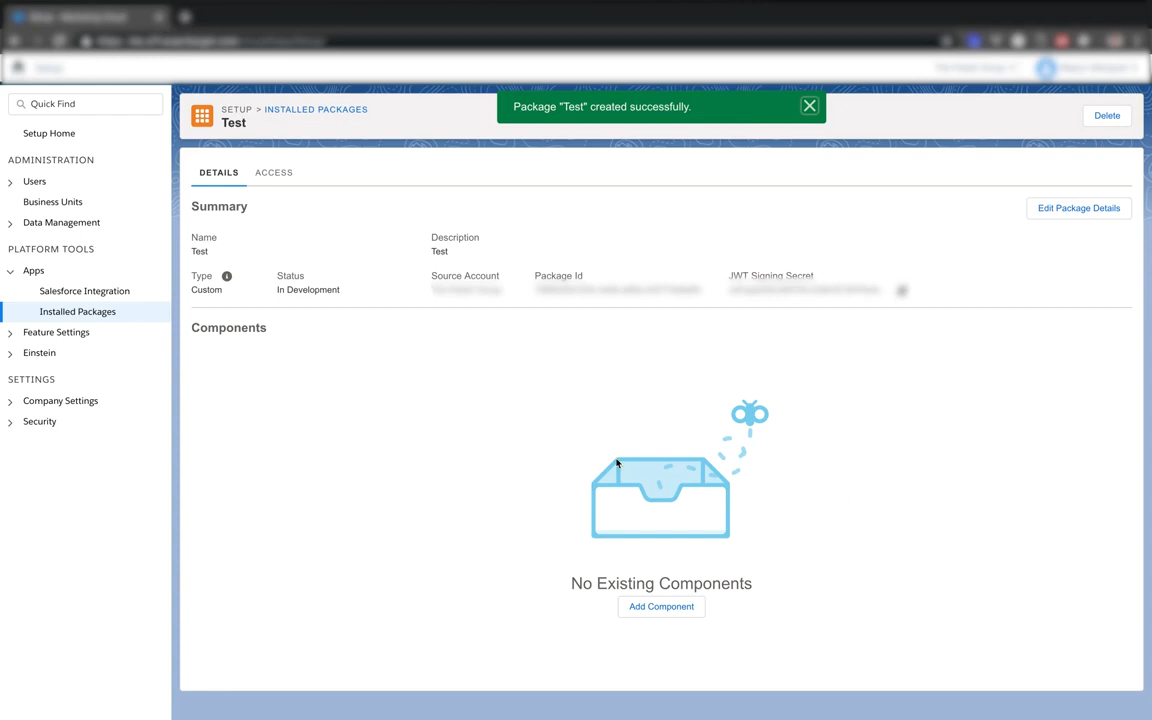 Package "Test" created successfully.
Quick Find
Setup Home
ADMINISTRATION
Users
Business Units
Data Management
PLATFORM TOOLS
Apps
Salesforce Integration
Installed Packages
Feature Settings
Einstein
SETTINGS
Company Settings
Security
SETUP > INSTALLED PACKAGES
Test
Delete
DETAILS ACCESS
Summary
Edit Package Details
Name Description
Test Test
Type Status Source Account Package Id JWT Signing Secret
Custom In Development
Components
No Existing Components
Add Component